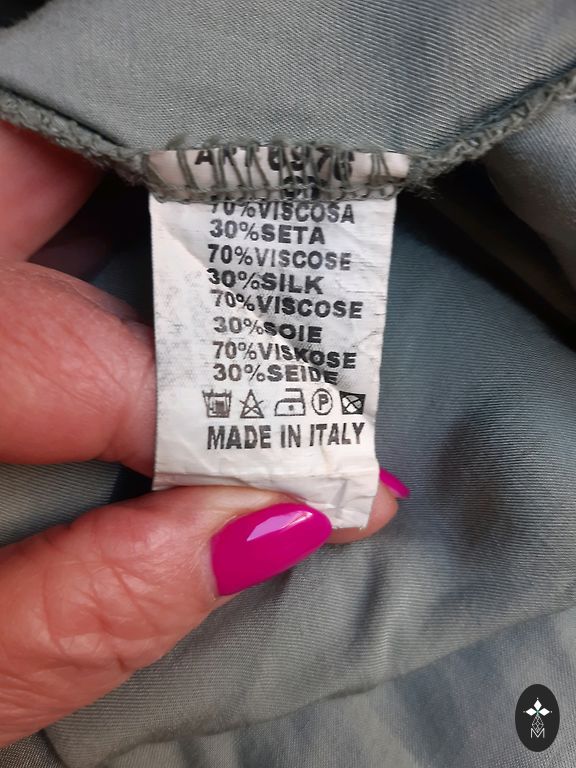 70%VISCOSA
30%SETA
70%VISCOSE
30%SILK
70%VISCOSE
30%SOIE
70%VISKOSE
30%SEIDE
P
MADE IN ITALY
M